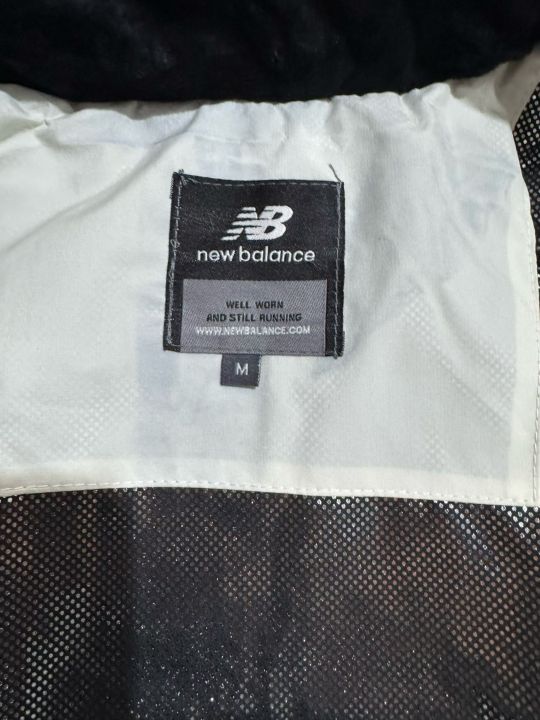 NB
new balance
WELL WORN
AND STILL RUNNING
WWW.NEWBALANCE.COM
M